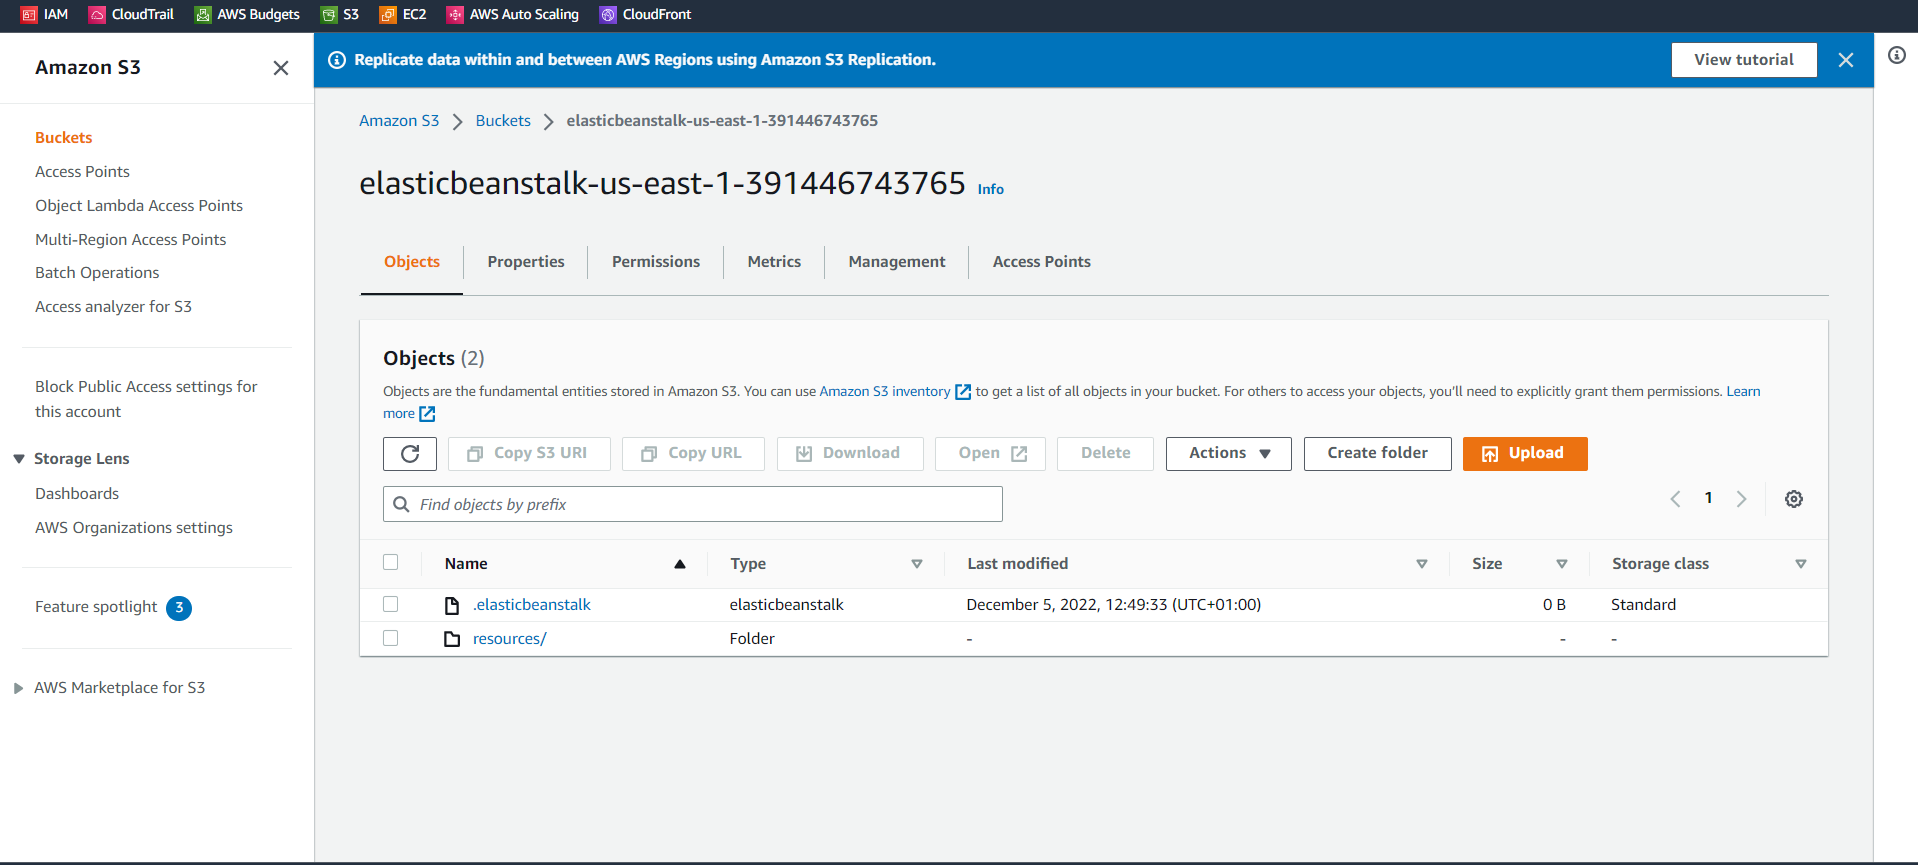 IAM CloudTrail AWS Budgets S3 EC2 AWS Auto Scaling CloudFront
Amazon S3
Buckets
Access Points
Object Lambda Access Points
Multi-Region Access Points
Batch Operations
Access analyzer for S3
Block Public Access settings for
this account
Storage Lens
Dashboards
AWS Organizations settings
Feature spotlight 3
AWS Marketplace for S3
Replicate data within and between AWS Regions using Amazon S3 Replication.
View tutorial
Amazon S3 Buckets elasticbeanstalk-us-east-1-391446743765
elasticbeanstalk-us-east-1-391446743765 Info
Objects Properties Permissions Metrics Management Access Points
Objects (2)
Objects are the fundamental entities stored in Amazon S3. You can use Amazon S3 inventory to get a list of all objects in your bucket. For others to access your objects, you’ll need to explicitly grant them permissions. Learn
more
Copy S3 URI Copy URL Download Open Delete Actions Create folder Upload
Find objects by prefix
1
Name Type Last modified Size Storage class
.elasticbeanstalk elasticbeanstalk December 5, 2022, 12:49:33 (UTC+01:00) 0 B Standard
resources/ Folder - - -